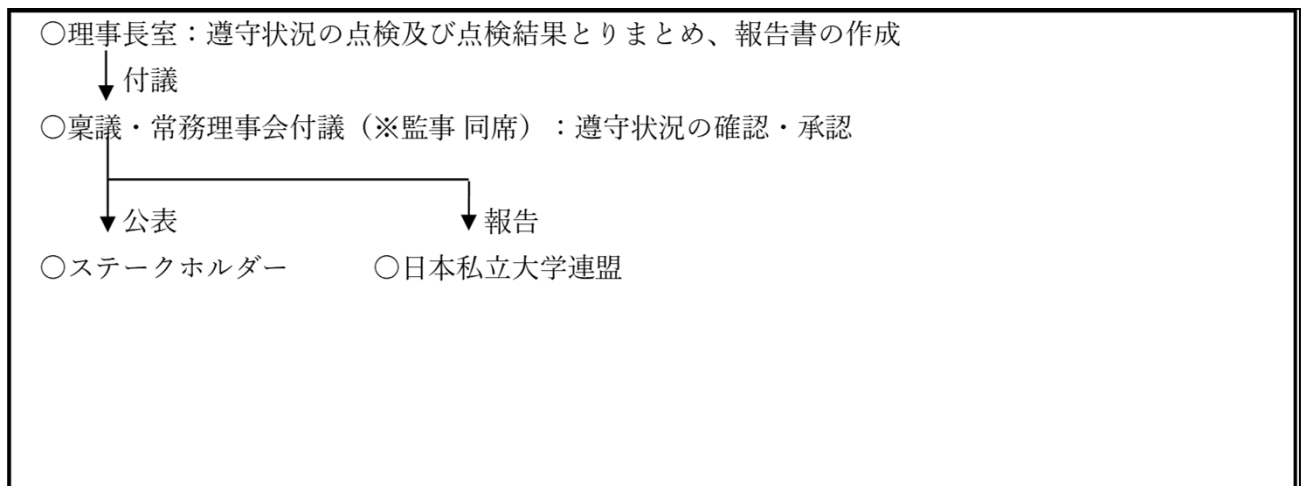 ○理事長室：遵守状況の点検及び点検結果とりまとめ、報告書の作成
付議
○稟議・常務理事会付議（※監事 同席）：遵守状況の確認・承認
公表 報告
○ステークホルダー ○日本私立大学連盟